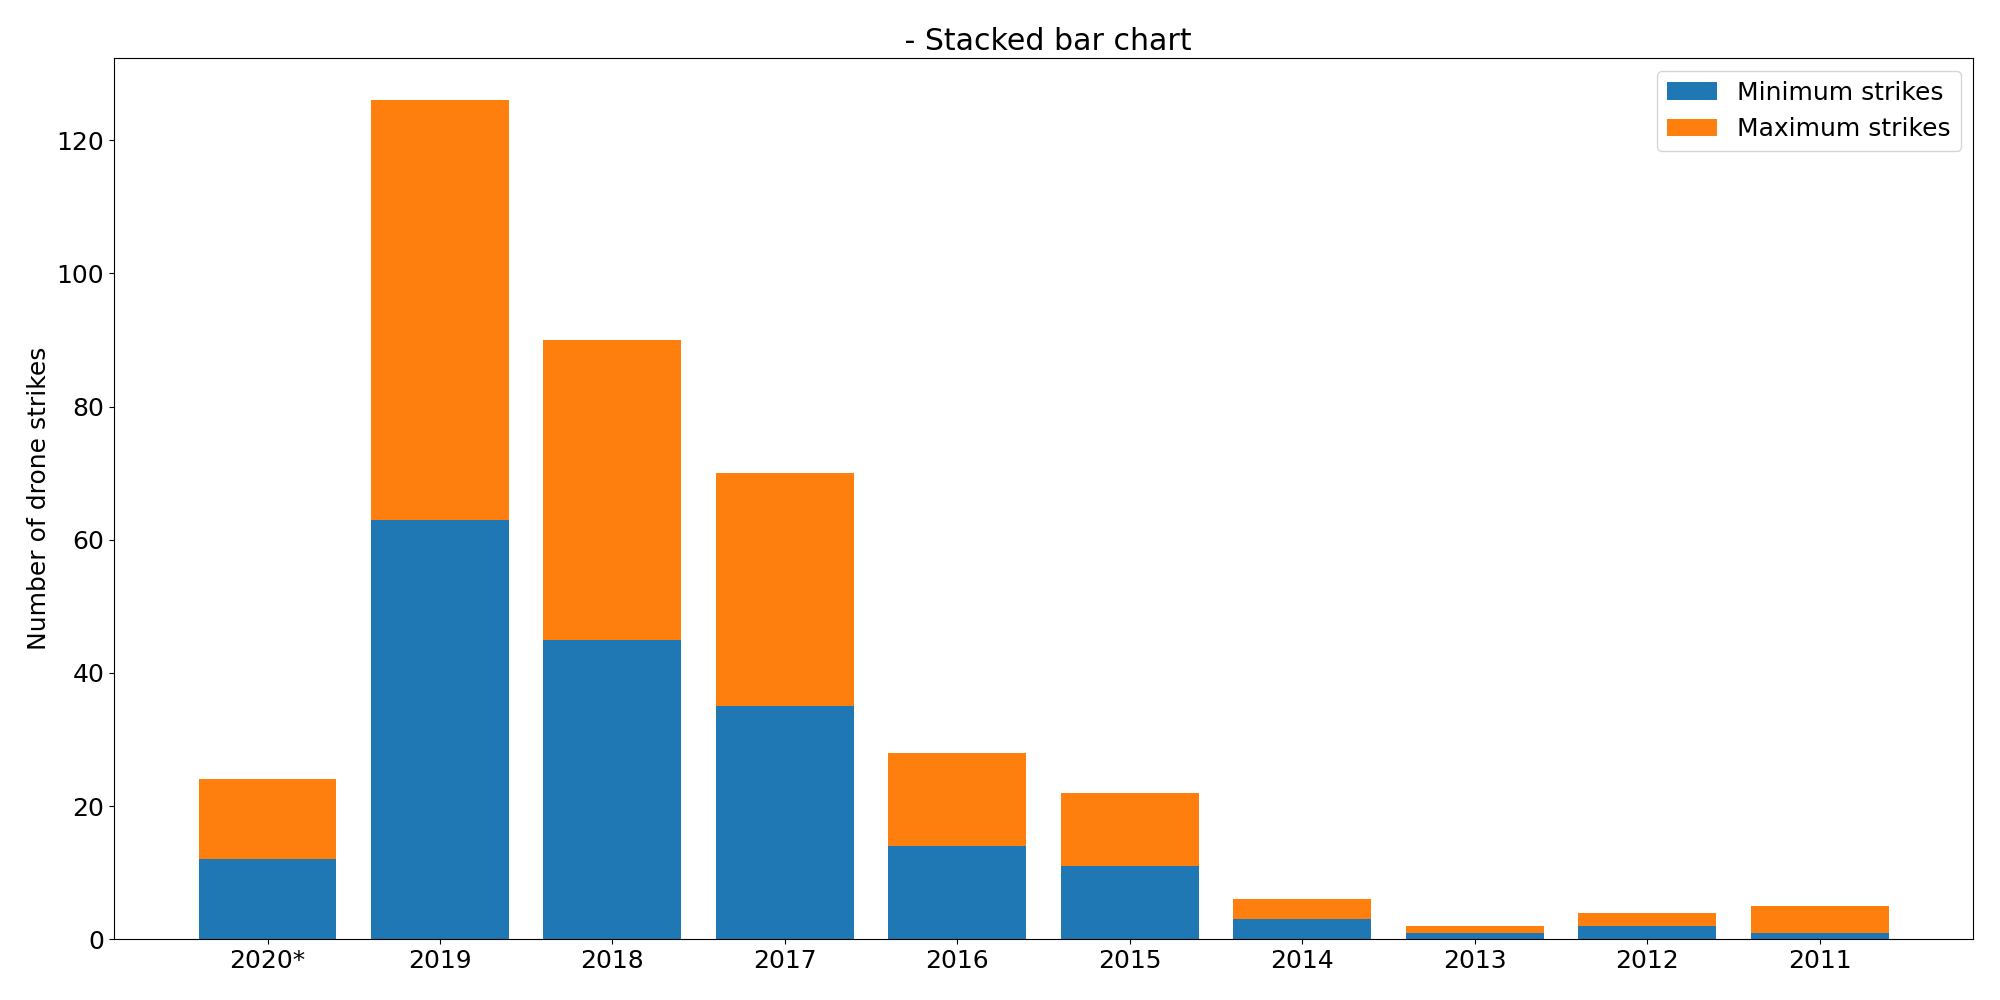 - Stacked bar chart
Minimum strikes
Maximum strikes
Number of drone strikes
120
100
80
60
40
20
0
2020* 2019 2018 2017 2016 2015 2014 2013 2012 2011